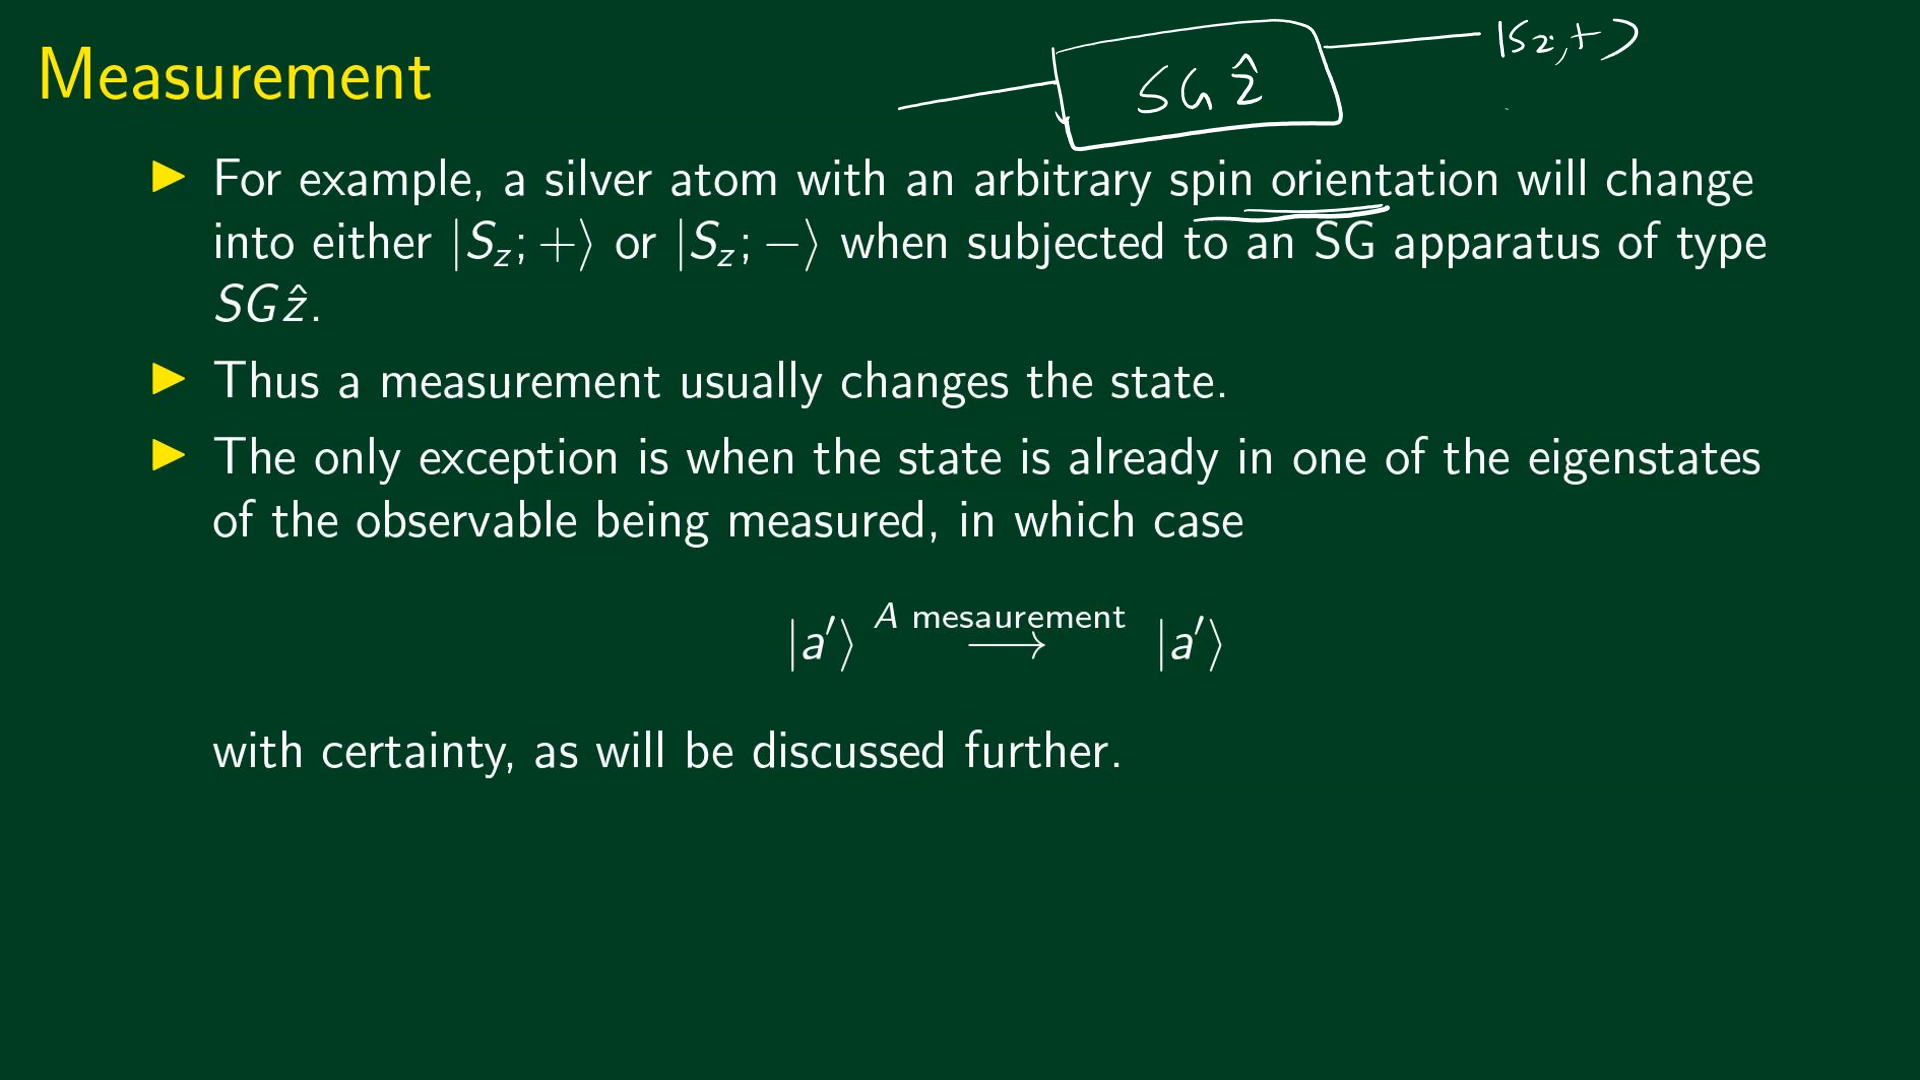 Measurement
SG ẑ
|Sz;+⟩
▶ For example, a silver atom with an arbitrary spin orientation will change
into either |S_z; +⟩ or |S_z; −⟩ when subjected to an SG apparatus of type
SGẑ.
▶ Thus a measurement usually changes the state.
▶ The only exception is when the state is already in one of the eigenstates
of the observable being measured, in which case
|a′⟩ A mesaurement ⟶ |a′⟩
with certainty, as will be discussed further.